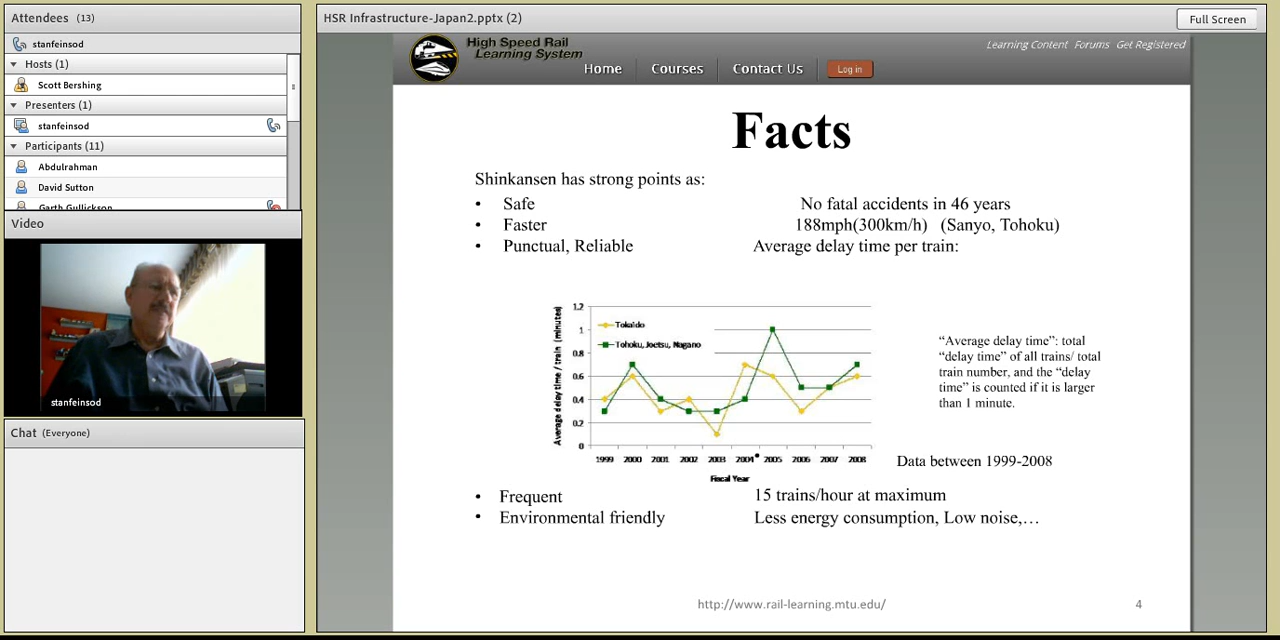 Attendees (13)
stanfeinsod
Hosts (1)
Scott Bershing
Presenters (1)
stanfeinsod
Participants (11)
Abdulrahman
David Sutton
Garth Gullickson
Video
stanfeinsod
Chat (Everyone)
HSR Infrastructure-Japan2.pptx (2)
Full Screen
High Speed Rail
Learning System
Learning Content Forums Get Registered
Home Courses Contact Us Log in
Facts
Shinkansen has strong points as:
• Safe No fatal accidents in 46 years
• Faster 188mph(300km/h) (Sanyo, Tohoku)
• Punctual, Reliable Average delay time per train:
Average delay time / train (minutes)
1.2
1
0.8
0.6
0.4
0.2
0
Tokaido
Tohoku, Joetsu, Nagano
1999 2000 2001 2002 2003 2004 2005 2006 2007 2008
Fiscal Year
“Average delay time”: total
“delay time” of all trains/ total
train number, and the “delay
time” is counted if it is larger
than 1 minute.
Data between 1999-2008
• Frequent 15 trains/hour at maximum
• Environmental friendly Less energy consumption, Low noise,…
http://www.rail-learning.mtu.edu/
4